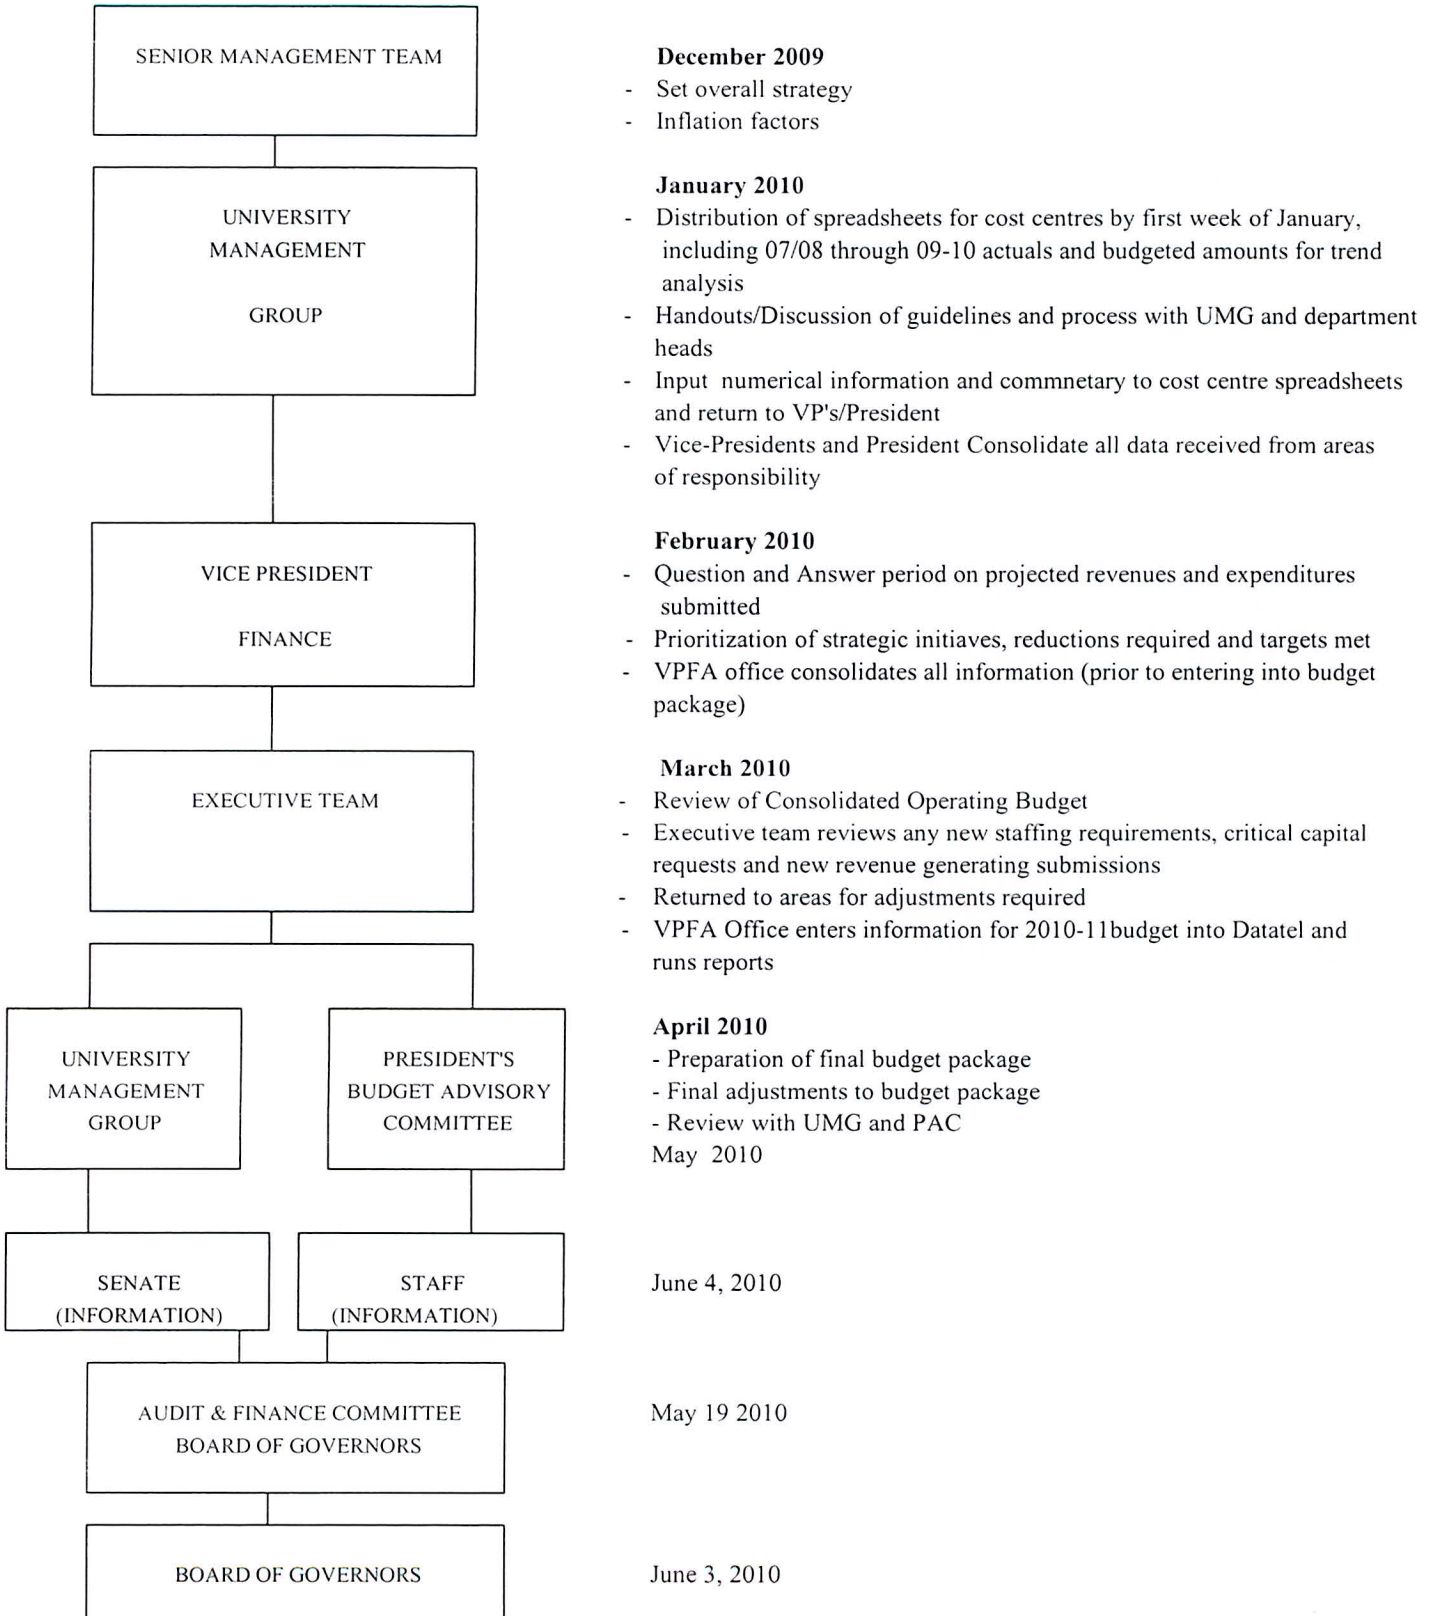 SENIOR MANAGEMENT TEAM
December 2009
- Set overall strategy
- Inflation factors
UNIVERSITY
MANAGEMENT
GROUP
January 2010
- Distribution of spreadsheets for cost centres by first week of January,
including 07/08 through 09-10 actuals and budgeted amounts for trend
analysis
- Handouts/Discussion of guidelines and process with UMG and department
heads
- Input numerical information and commnetary to cost centre spreadsheets
and return to VP's/President
- Vice-Presidents and President Consolidate all data received from areas
of responsibility
VICE PRESIDENT
FINANCE
February 2010
- Question and Answer period on projected revenues and expenditures
submitted
- Prioritization of strategic initiaves, reductions required and targets met
- VPFA office consolidates all information (prior to entering into budget
package)
EXECUTIVE TEAM
March 2010
- Review of Consolidated Operating Budget
- Executive team reviews any new staffing requirements, critical capital
requests and new revenue generating submissions
- Returned to areas for adjustments required
- VPFA Office enters information for 2010-11budget into Datatel and
runs reports
UNIVERSITY
MANAGEMENT
GROUP
PRESIDENT'S
BUDGET ADVISORY
COMMITTEE
April 2010
- Preparation of final budget package
- Final adjustments to budget package
- Review with UMG and PAC
May 2010
SENATE
(INFORMATION)
STAFF
(INFORMATION)
June 4, 2010
AUDIT & FINANCE COMMITTEE
BOARD OF GOVERNORS
May 19 2010
BOARD OF GOVERNORS
June 3, 2010